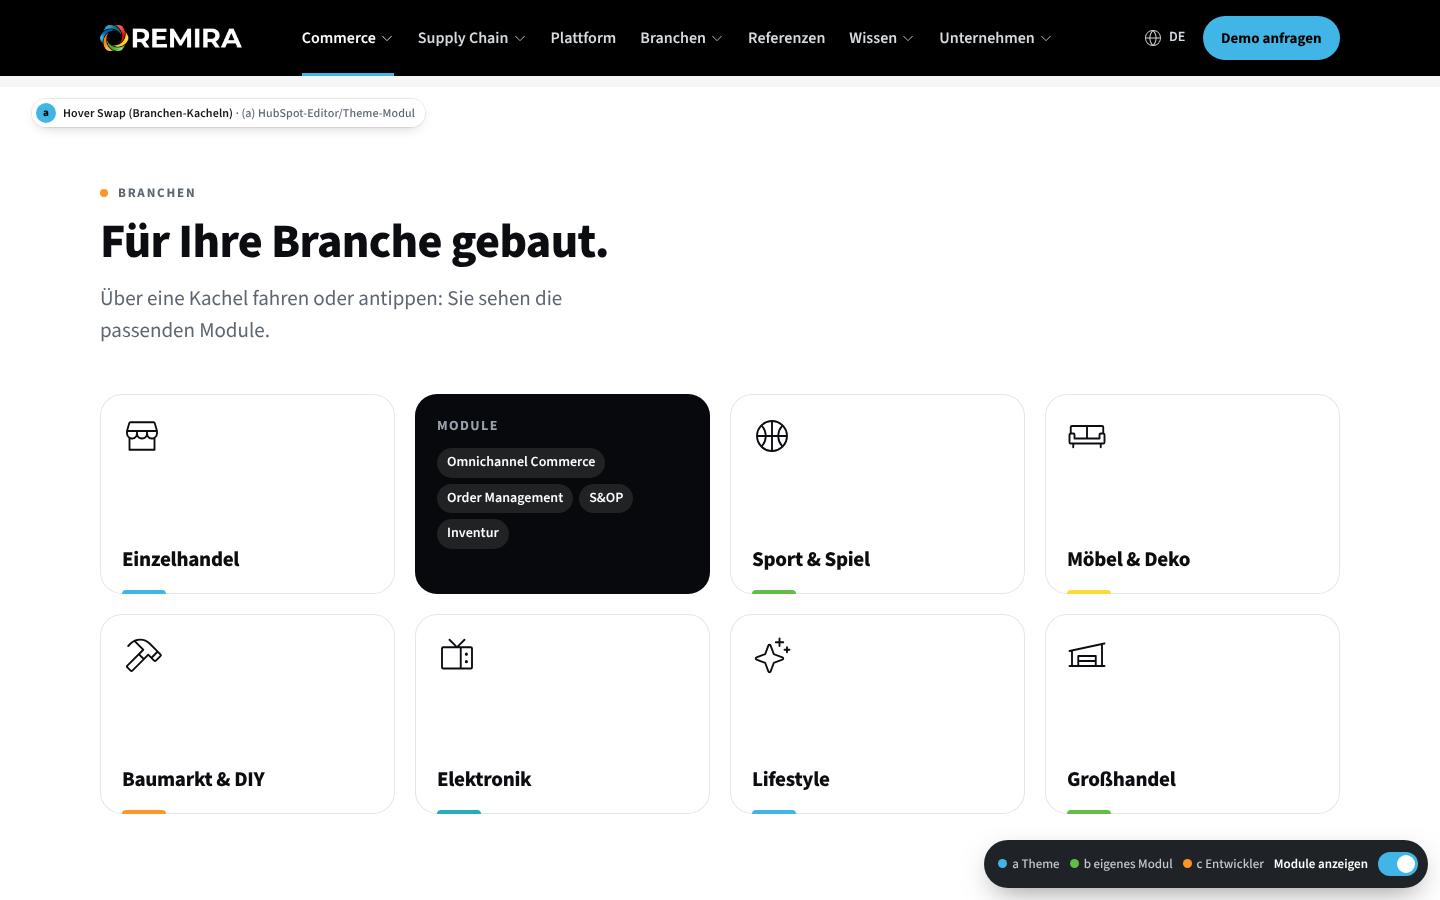 REMIRA
Commerce
Supply Chain
Plattform
Branchen
Referenzen
Wissen
Unternehmen
DE
Demo anfragen
a Hover Swap (Branchen-Kacheln) · (a) HubSpot-Editor/Theme-Modul
BRANCHEN
Für Ihre Branche gebaut.
Über eine Kachel fahren oder antippen: Sie sehen die
passenden Module.
Einzelhandel
MODULE
Omnichannel Commerce
Order Management
S&OP
Inventur
Sport & Spiel
Möbel & Deko
Baumarkt & DIY
Elektronik
Lifestyle
Großhandel
a Theme
b eigenes Modul
c Entwickler
Module anzeigen